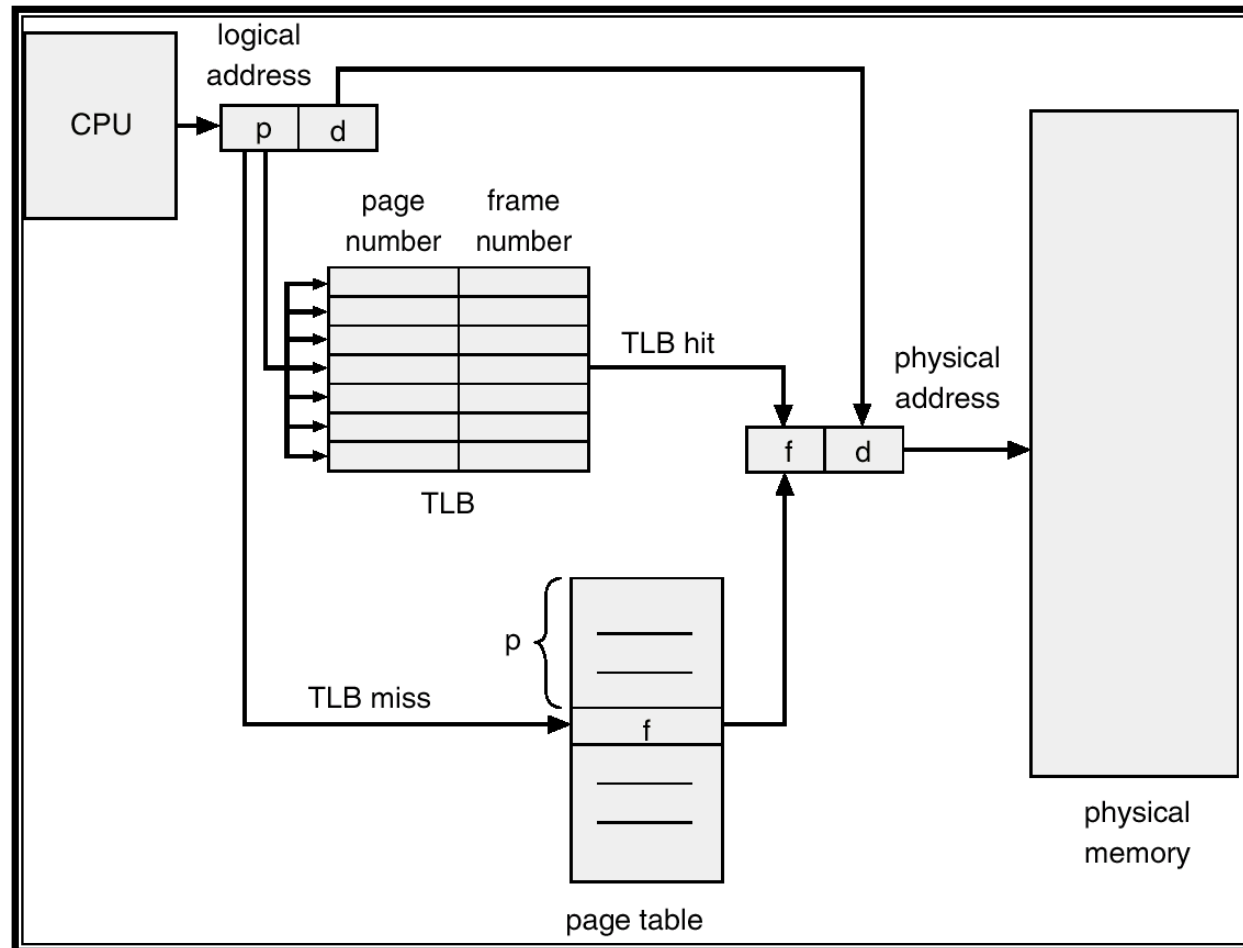 logical
address
CPU
p
d
page
number
frame
number
TLB hit
physical
address
f
d
TLB
p
TLB miss
f
physical
memory
page table